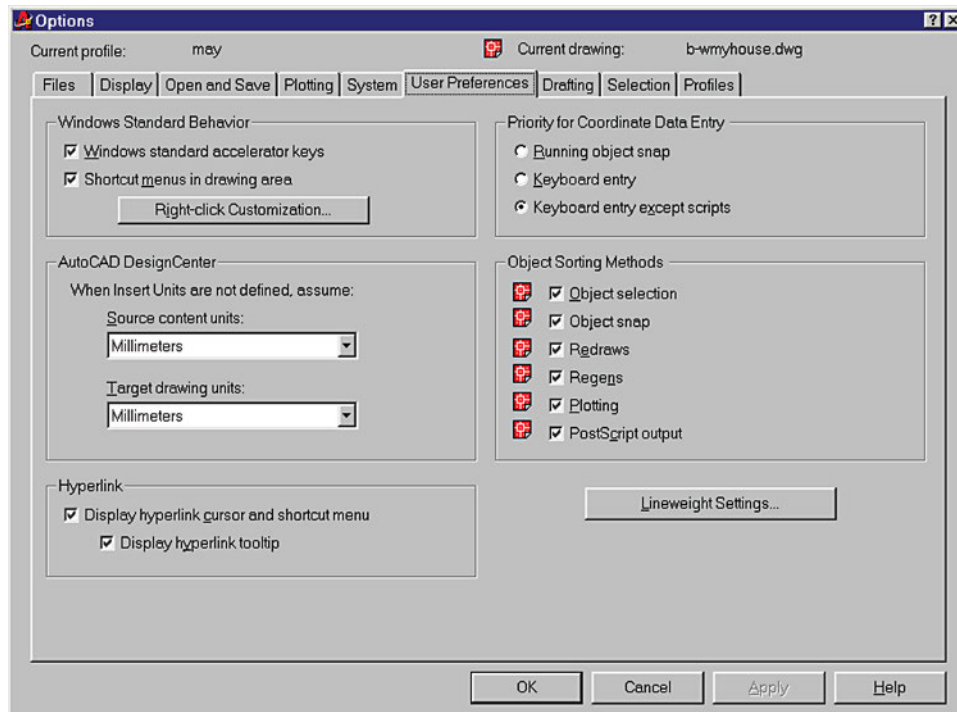 Options
Current profile: may Current drawing: b-wmyhouse.dwg
Files Display Open and Save Plotting System User Preferences Drafting Selection Profiles
Windows Standard Behavior
Windows standard accelerator keys
Shortcut menus in drawing area
Right-click Customization...
AutoCAD DesignCenter
When Insert Units are not defined, assume:
Source content units:
Millimeters
Target drawing units:
Millimeters
Hyperlink
Display hyperlink cursor and shortcut menu
Display hyperlink tooltip
Priority for Coordinate Data Entry
Running object snap
Keyboard entry
Keyboard entry except scripts
Object Sorting Methods
Object selection
Object snap
Redraws
Regens
Plotting
PostScript output
Lineweight Settings...
OK Cancel Apply Help